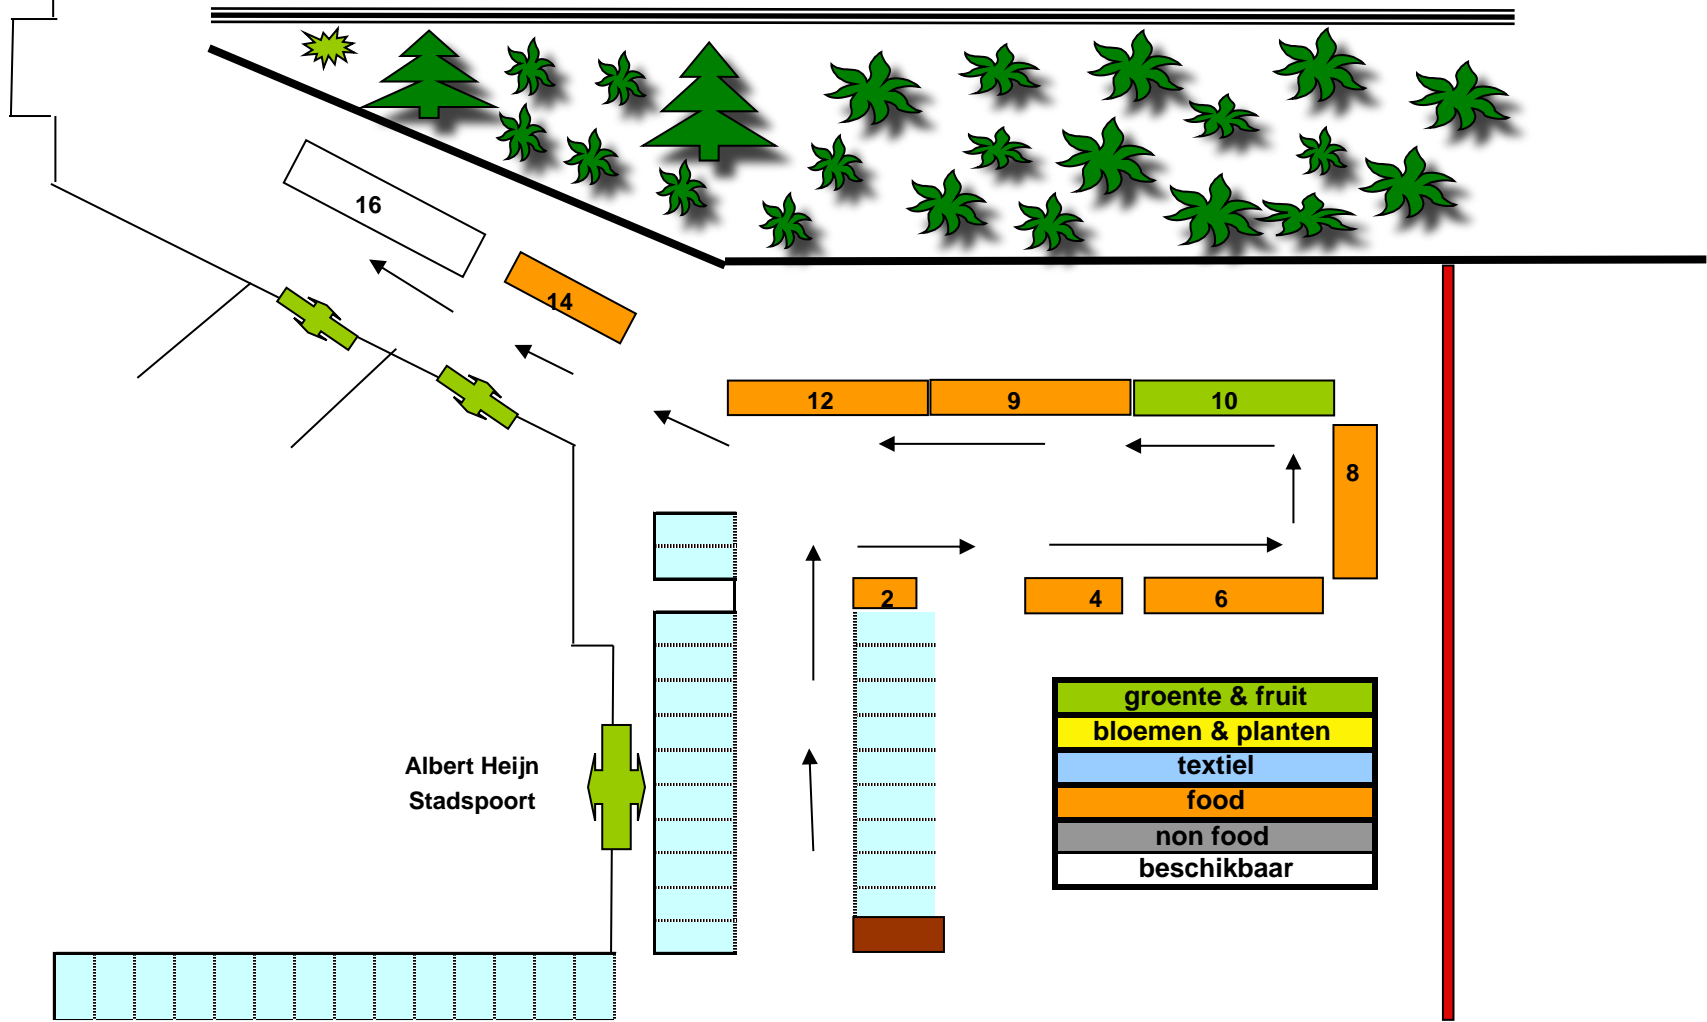 16
14
12
9
10
8
2
4
6
groente & fruit
bloemen & planten
textiel
food
non food
beschikbaar
Albert Heijn
Stadspoort